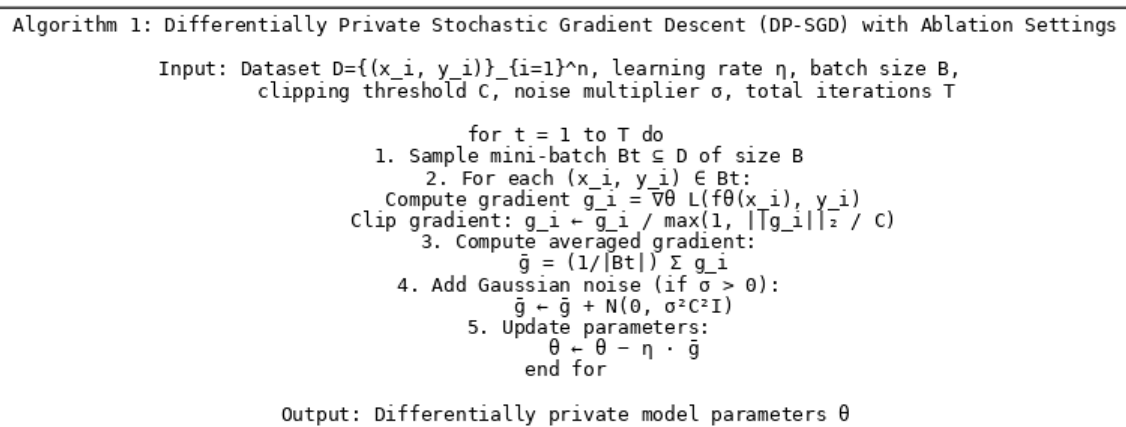 Algorithm 1: Differentially Private Stochastic Gradient Descent (DP-SGD) with Ablation Settings
Input: Dataset D={(x_i, y_i)}_{i=1}^n, learning rate η, batch size B,
clipping threshold C, noise multiplier σ, total iterations T
for t = 1 to T do
1. Sample mini-batch Bt ⊆ D of size B
2. For each (x_i, y_i) ∈ Bt:
Compute gradient g_i = ∇θ L(fθ(x_i), y_i)
Clip gradient: g_i ← g_i / max(1, ||g_i||₂ / C)
3. Compute averaged gradient:
ḡ = (1/|Bt|) Σ g_i
4. Add Gaussian noise (if σ > 0):
ḡ ← ḡ + N(0, σ²C²I)
5. Update parameters:
θ ← θ − η · ḡ
end for
Output: Differentially private model parameters θ